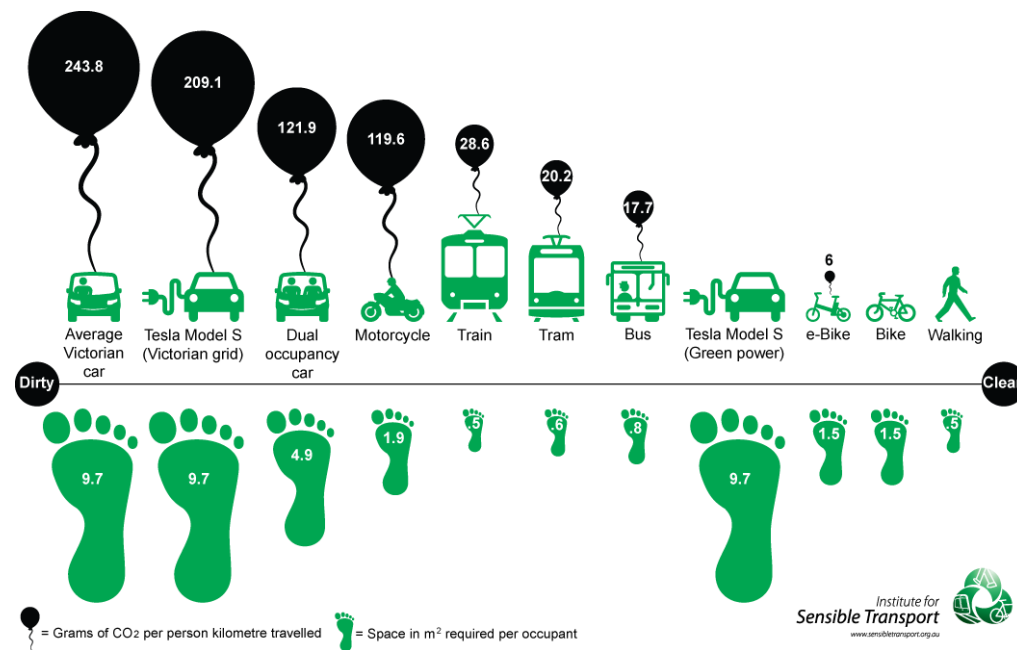 243.8
209.1
121.9
119.6
28.6
20.2
17.7
6
Average
Victorian
car
Tesla Model S
(Victorian grid)
Dual
occupancy
car
Motorcycle
Train
Tram
Bus
Tesla Model S
(Green power)
e-Bike
Bike
Walking
Dirty
Clean
9.7
9.7
4.9
1.9
.5
.6
.8
9.7
1.5
1.5
.5
= Grams of CO2 per person kilometre travelled
= Space in m² required per occupant
Institute for
Sensible Transport
www.sensibletransport.org.au